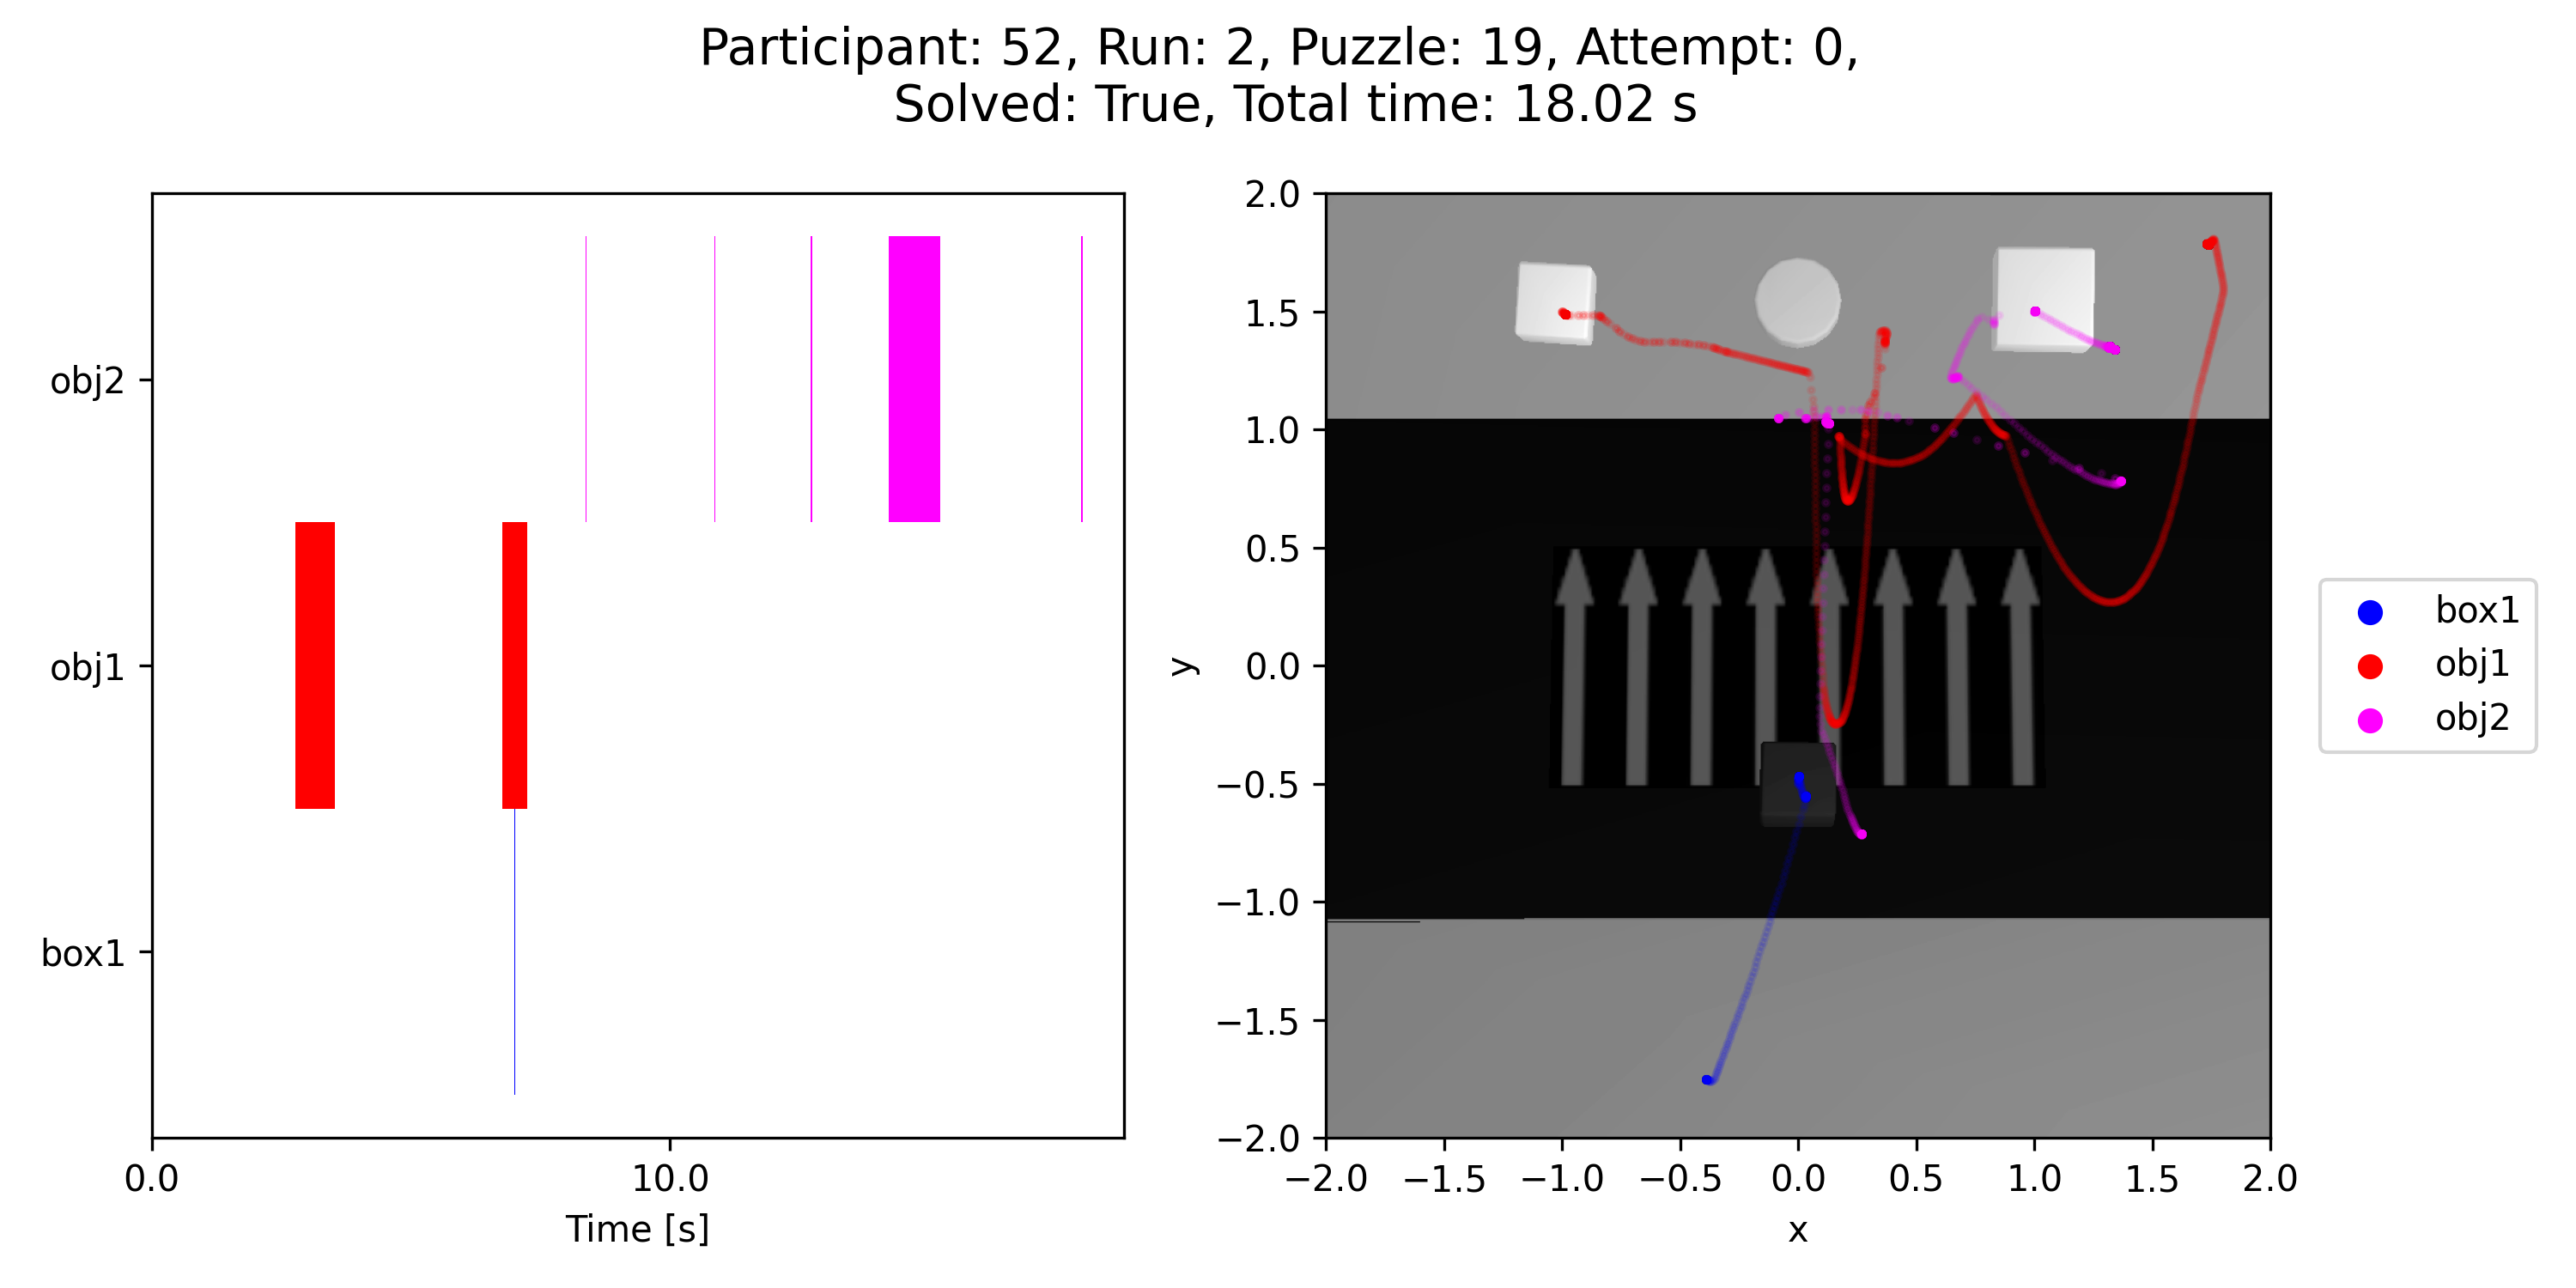 Participant: 52, Run: 2, Puzzle: 19, Attempt: 0,
Solved: True, Total time: 18.02 s
obj2
obj1
box1
0.0
10.0
Time [s]
2.0
1.5
1.0
0.5
0.0
−0.5
−1.0
−1.5
−2.0
y
−2.0
−1.5
−1.0
−0.5
0.0
0.5
1.0
1.5
2.0
x
box1
obj1
obj2